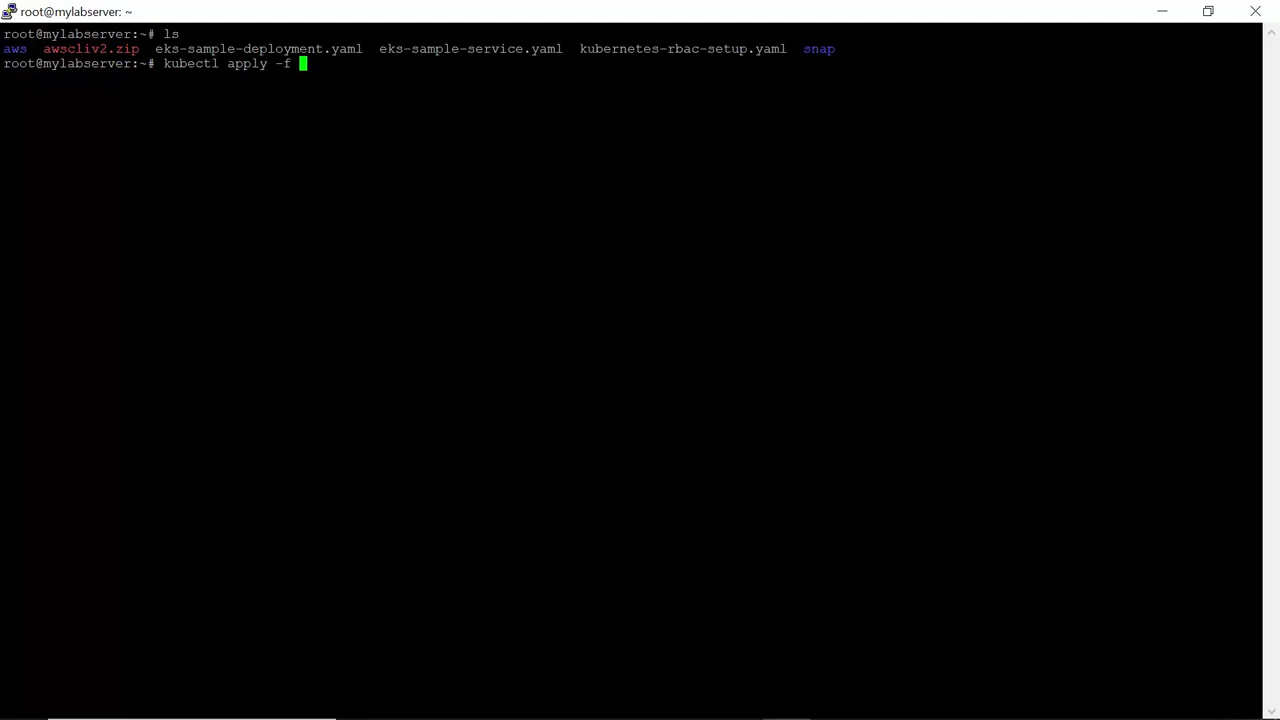 root@mylabserver: ~
root@mylabserver:~# ls
aws  awscliv2.zip  eks-sample-deployment.yaml  eks-sample-service.yaml  kubernetes-rbac-setup.yaml  snap
root@mylabserver:~# kubectl apply -f